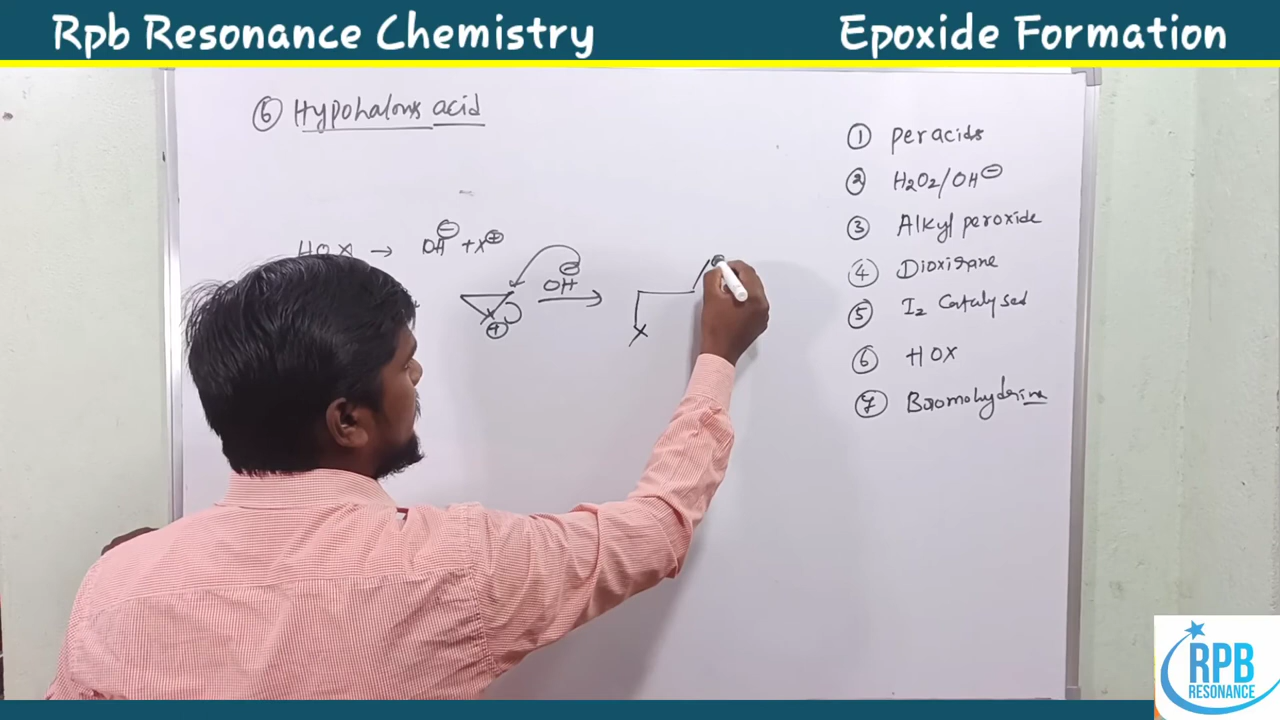 Rpb Resonance Chemistry
Epoxide Formation
⑥ Hypohalous acid
HOX → OH⊖ + X⊕
⊖
OH
X
⊕
X
① peracids
② H2O2/OH⊖
③ Alkyl peroxide
④ Dioxirane
⑤ I2 Catalysed
⑥ HOX
⑦ Bromohydrine
RPB
RESONANCE